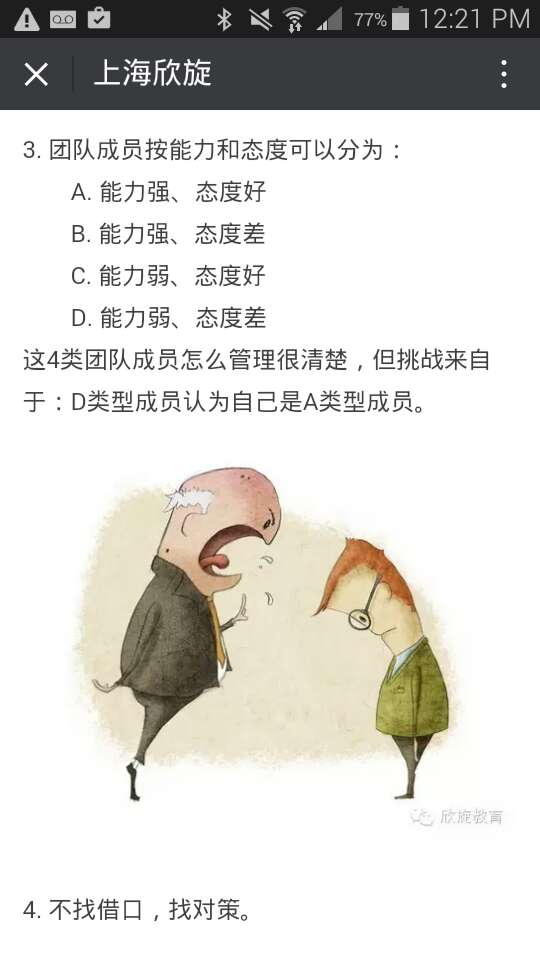 77% 12:21 PM
上海欣旋
3. 团队成员按能力和态度可以分为：
A. 能力强、态度好
B. 能力强、态度差
C. 能力弱、态度好
D. 能力弱、态度差
这4类团队成员怎么管理很清楚，但挑战来自
于：D类型成员认为自己是A类型成员。
欣旋教育
4. 不找借口，找对策。